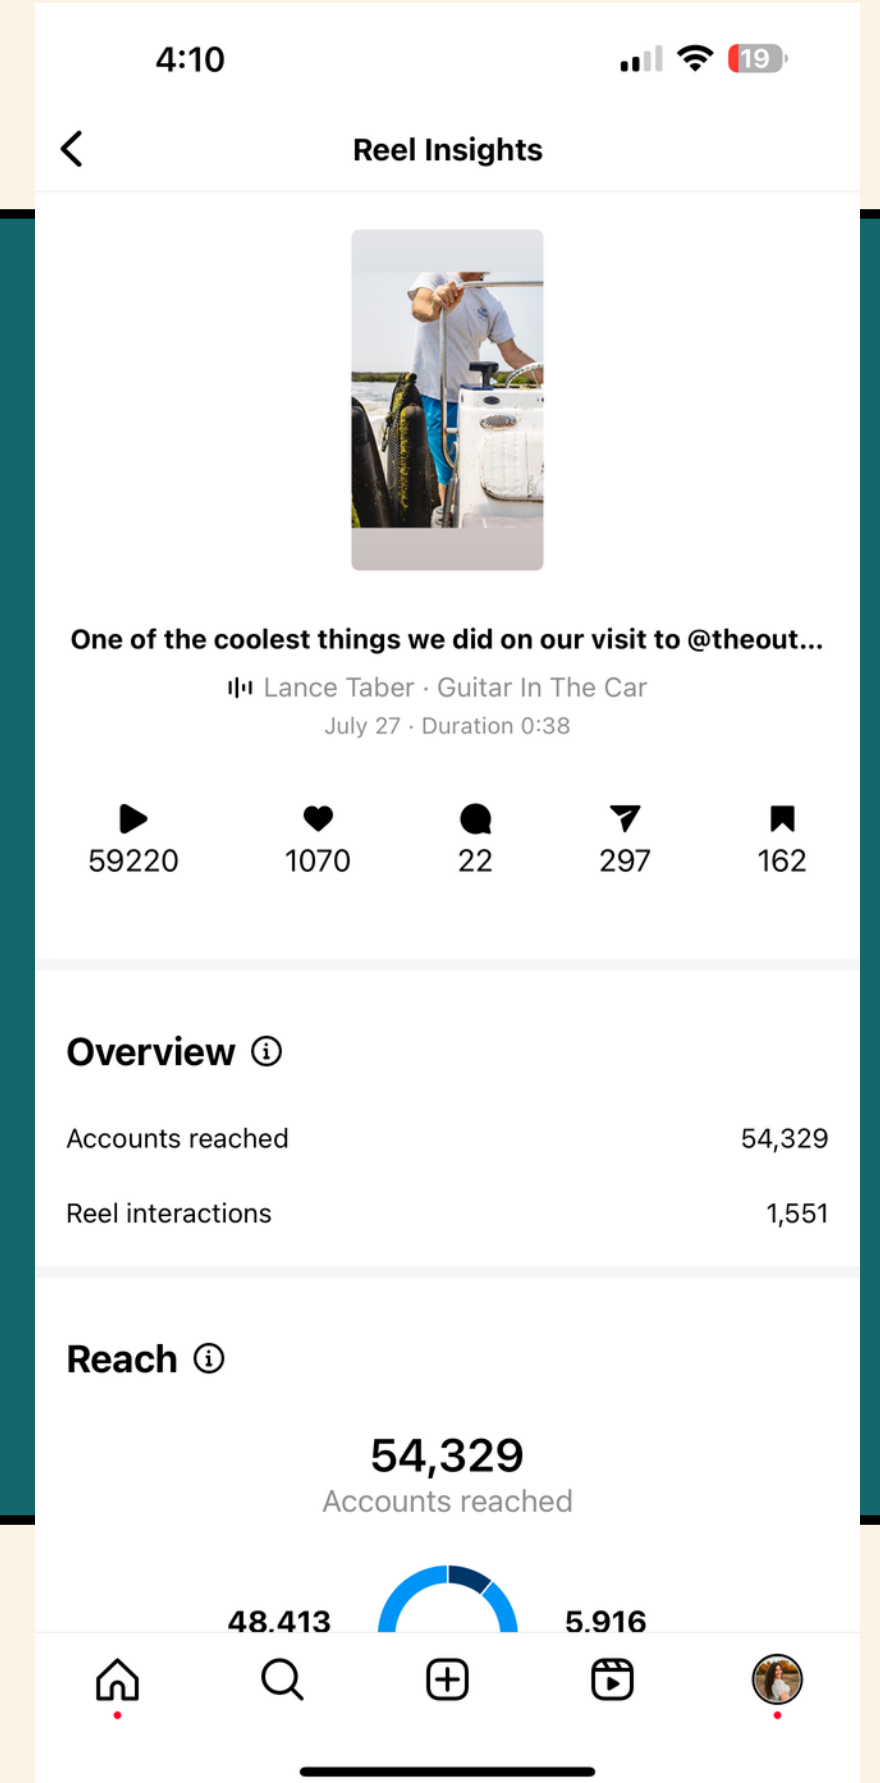 4:10
19
Reel Insights
One of the coolest things we did on our visit to @theout...
Lance Taber · Guitar In The Car
July 27 · Duration 0:38
59220 1070 22 297 162
Overview
Accounts reached 54,329
Reel interactions 1,551
Reach
54,329
Accounts reached
48,413 5,916